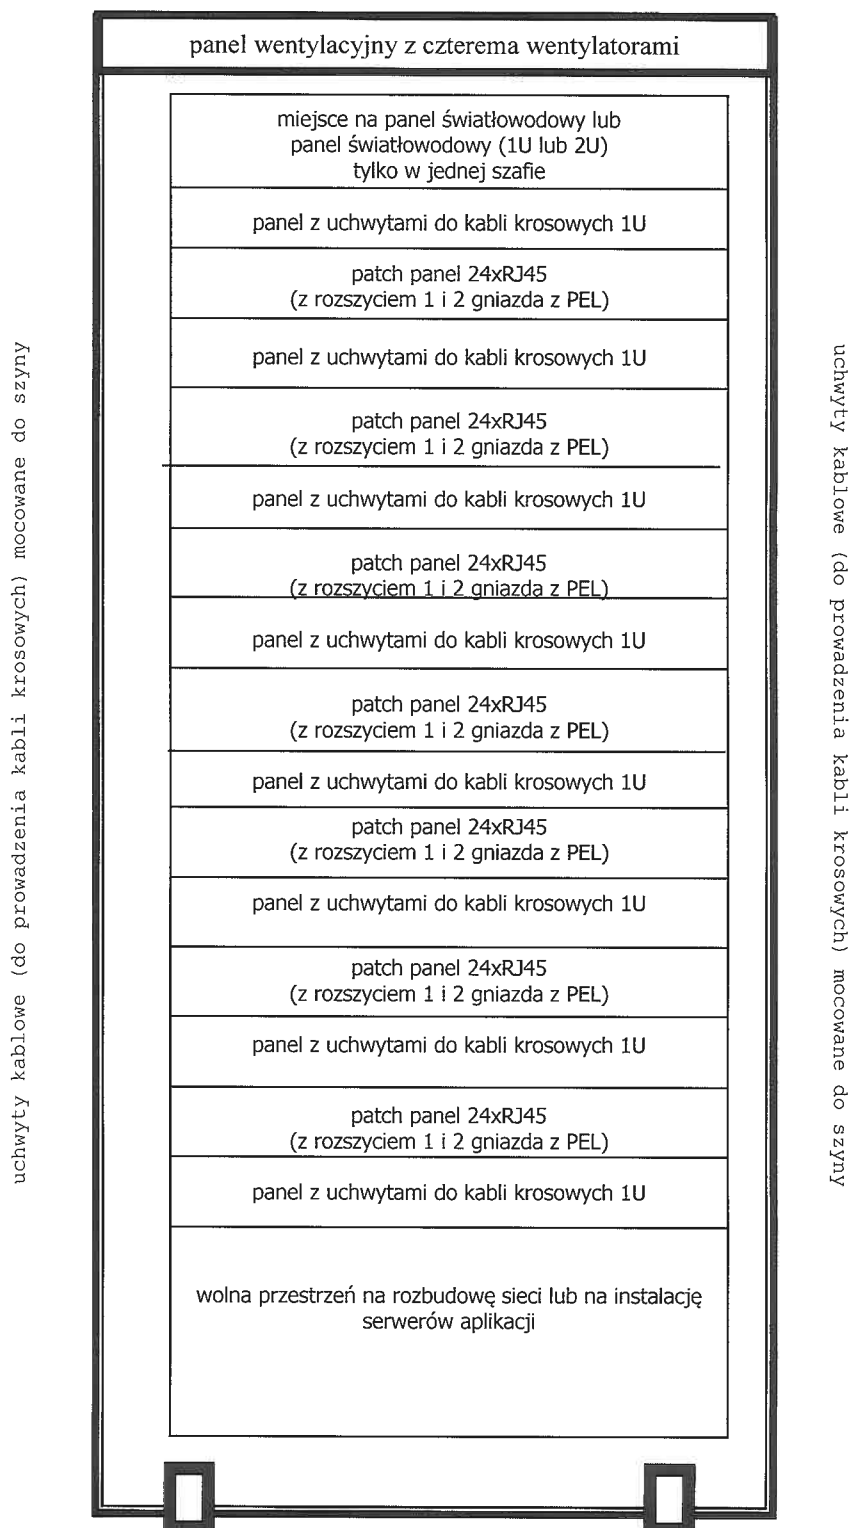 panel wentylacyjny z czterema wentylatorami
miejsce na panel światłowodowy lub
panel światłowodowy (1U lub 2U)
tylko w jednej szafie
panel z uchwytami do kabli krosowych 1U
patch panel 24xRJ45
(z rozszyciem 1 i 2 gniazda z PEL)
panel z uchwytami do kabli krosowych 1U
patch panel 24xRJ45
(z rozszyciem 1 i 2 gniazda z PEL)
panel z uchwytami do kabli krosowych 1U
patch panel 24xRJ45
(z rozszyciem 1 i 2 gniazda z PEL)
panel z uchwytami do kabli krosowych 1U
patch panel 24xRJ45
(z rozszyciem 1 i 2 gniazda z PEL)
panel z uchwytami do kabli krosowych 1U
patch panel 24xRJ45
(z rozszyciem 1 i 2 gniazda z PEL)
panel z uchwytami do kabli krosowych 1U
patch panel 24xRJ45
(z rozszyciem 1 i 2 gniazda z PEL)
panel z uchwytami do kabli krosowych 1U
patch panel 24xRJ45
(z rozszyciem 1 i 2 gniazda z PEL)
panel z uchwytami do kabli krosowych 1U
wolna przestrzeń na rozbudowę sieci lub na instalację
serwerów aplikacji
uchwyty kablowe (do prowadzenia kabli krosowych) mocowane do szyny
uchwyty kablowe (do prowadzenia kabli krosowych) mocowane do szyny